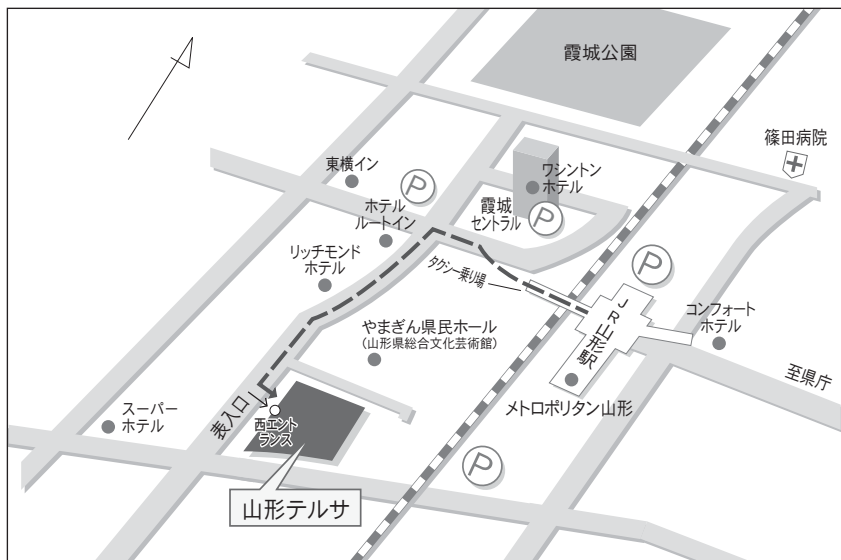 霞城公園
篠田病院
東横イン
P
ワシントン
ホテル
ホテル
ルートイン
霞城
セントラル
P
リッチモンド
ホテル
タクシー乗り場
P
JR山形駅
コンフォート
ホテル
やまぎん県民ホール
(山形県総合文化芸術館)
至県庁
メトロポリタン山形
スーパー
ホテル
表入口
西エント
ランス
P
山形テルサ